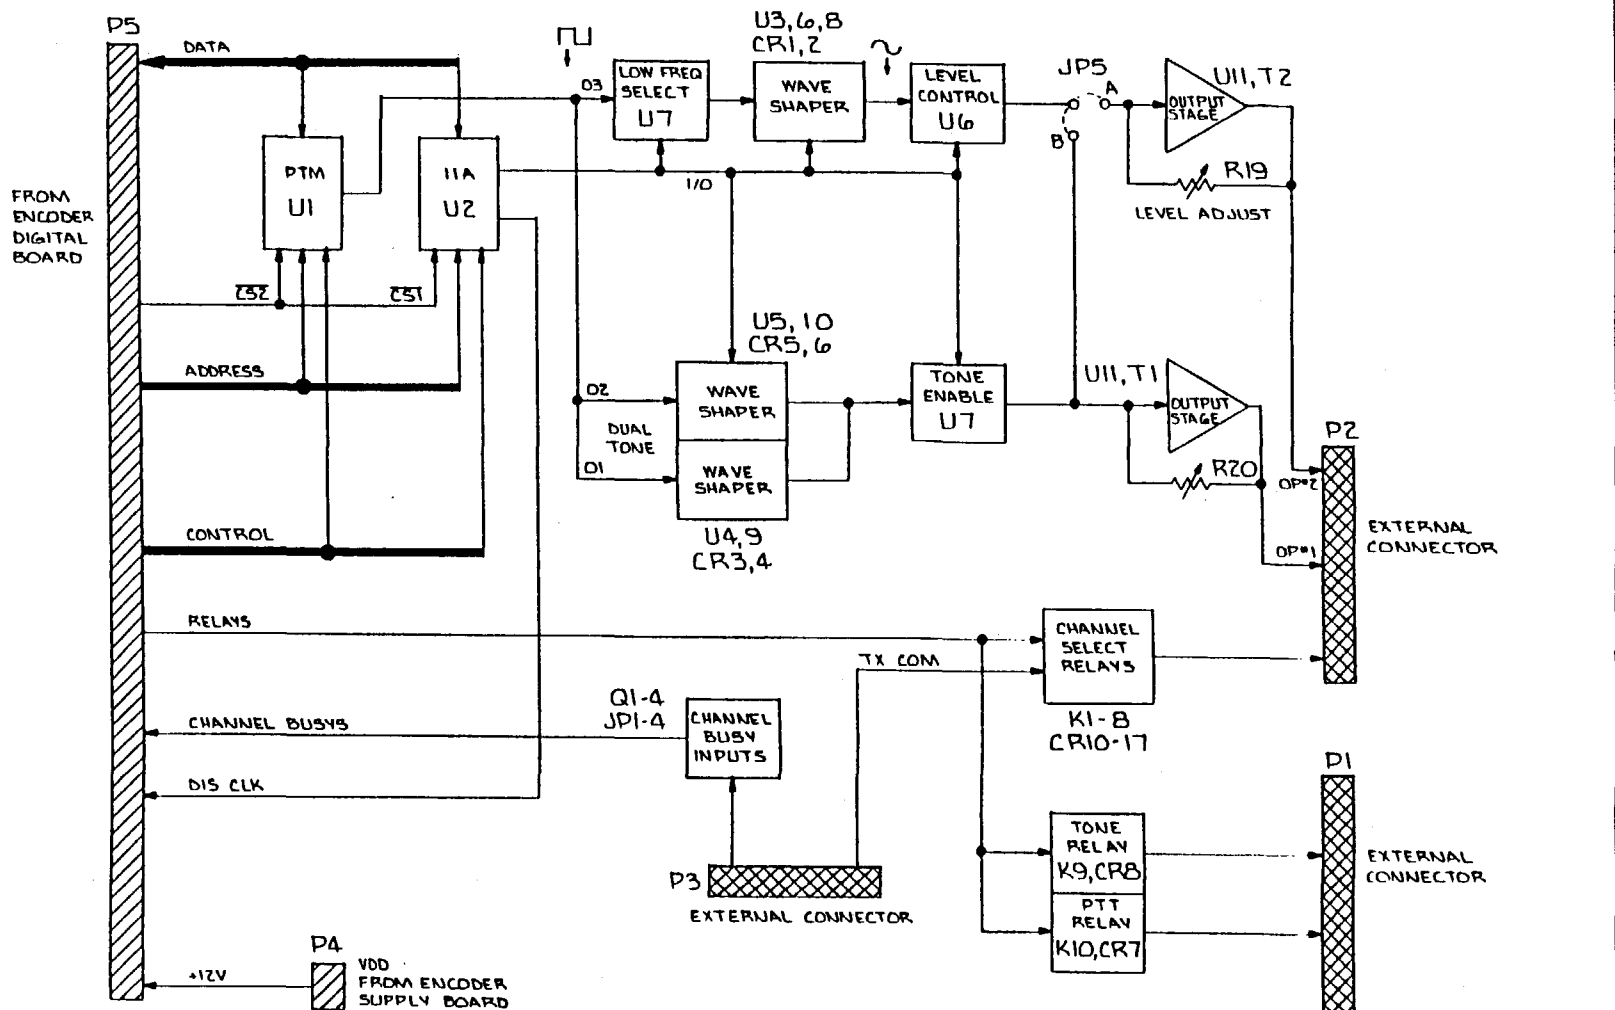 P5
DATA
U3,6,8
CR1,2
LOW FREQ
SELECT
U7
O3
WAVE
SHAPER
LEVEL
CONTROL
U6
JP5
A
B
U11,T2
OUTPUT
STAGE
R19
LEVEL ADJUST
PTM
U1
IIA
U2
I/O
FROM
ENCODER
DIGITAL
BOARD
CS2
CS1
U5,10
CR5,6
ADDRESS
O2
WAVE
SHAPER
DUAL
TONE
O1
WAVE
SHAPER
U4,9
CR3,4
TONE
ENABLE
U7
U11,T1
OUTPUT
STAGE
R20
P2
OP#2
OP#1
EXTERNAL
CONNECTOR
CONTROL
RELAYS
TX COM
CHANNEL
SELECT
RELAYS
K1-8
CR10-17
Q1-4
JP1-4
CHANNEL BUSYS
CHANNEL
BUSY
INPUTS
DIS CLK
P1
TONE
RELAY
K9,CR8
PTT
RELAY
K10,CR7
EXTERNAL
CONNECTOR
P3
EXTERNAL CONNECTOR
P4
+12V
VDD
FROM ENCODER
SUPPLY BOARD